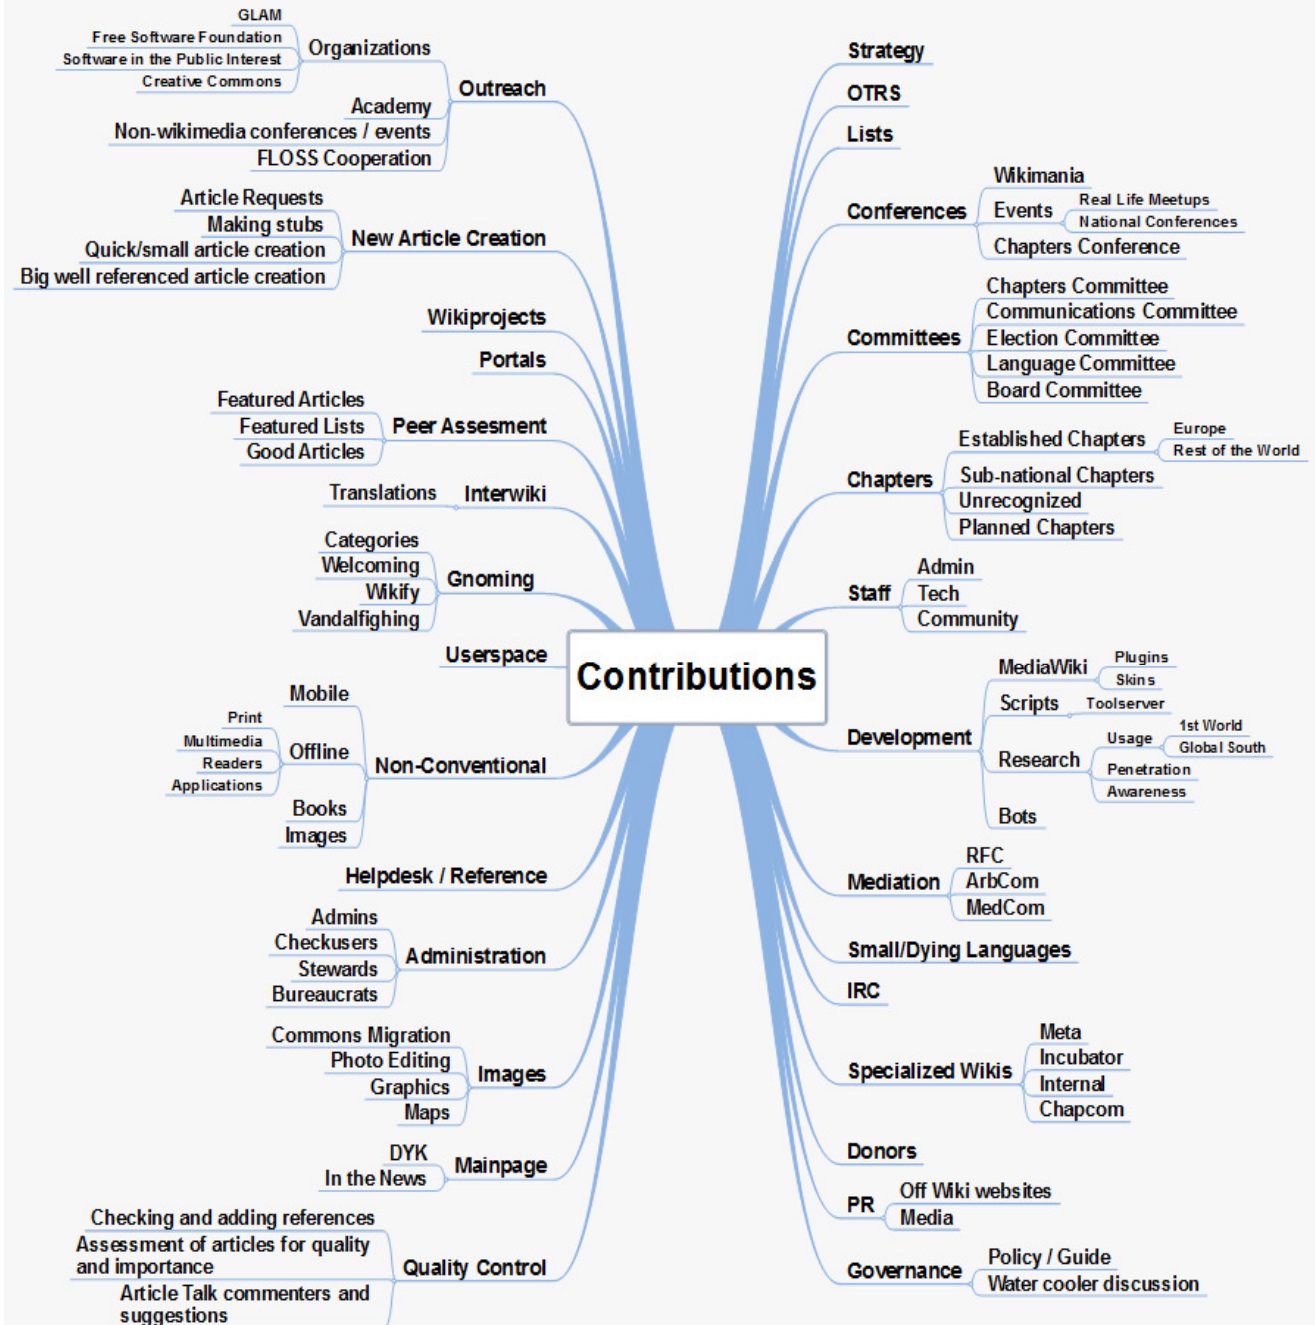 GLAM
Free Software Foundation
Software in the Public Interest
Creative Commons
Organizations
Academy
Non-wikimedia conferences / events
FLOSS Cooperation
Outreach
Article Requests
Making stubs
Quick/small article creation
Big well referenced article creation
New Article Creation
Wikiprojects
Portals
Featured Articles
Featured Lists
Good Articles
Peer Assesment
Translations
Interwiki
Categories
Welcoming
Wikify
Vandalfighing
Gnoming
Userspace
Mobile
Print
Multimedia
Readers
Applications
Offline
Books
Images
Non-Conventional
Helpdesk / Reference
Admins
Checkusers
Stewards
Bureaucrats
Administration
Commons Migration
Photo Editing
Graphics
Maps
Images
DYK
In the News
Mainpage
Checking and adding references
Assessment of articles for quality
and importance
Article Talk commenters and
suggestions
Quality Control
Contributions
Strategy
OTRS
Lists
Conferences
Wikimania
Events
Real Life Meetups
National Conferences
Chapters Conference
Committees
Chapters Committee
Communications Committee
Election Committee
Language Committee
Board Committee
Chapters
Established Chapters
Europe
Rest of the World
Sub-national Chapters
Unrecognized
Planned Chapters
Staff
Admin
Tech
Community
Development
MediaWiki
Plugins
Skins
Scripts
Toolserver
Research
Usage
1st World
Global South
Penetration
Awareness
Bots
Mediation
RFC
ArbCom
MedCom
Small/Dying Languages
IRC
Specialized Wikis
Meta
Incubator
Internal
Chapcom
Donors
PR
Off Wiki websites
Media
Governance
Policy / Guide
Water cooler discussion